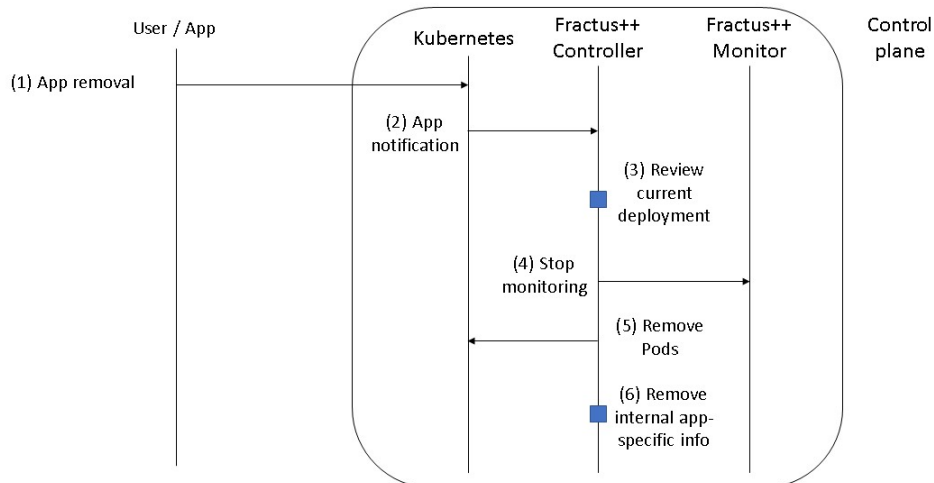 User / App
Kubernetes
Fractus++
Controller
Fractus++
Monitor
Control
plane
(1) App removal
(2) App
notification
(3) Review
current
deployment
(4) Stop
monitoring
(5) Remove
Pods
(6) Remove
internal app-
specific info